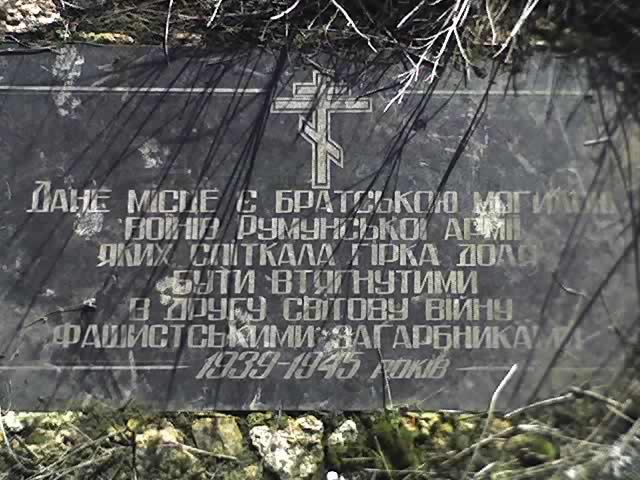 Дане місце є братською могилою
воїнів Румунської армії
яких спіткала гірка доля
бути втягнутими
в другу світову війну
фашистськими загарбниками
1939-1945 років